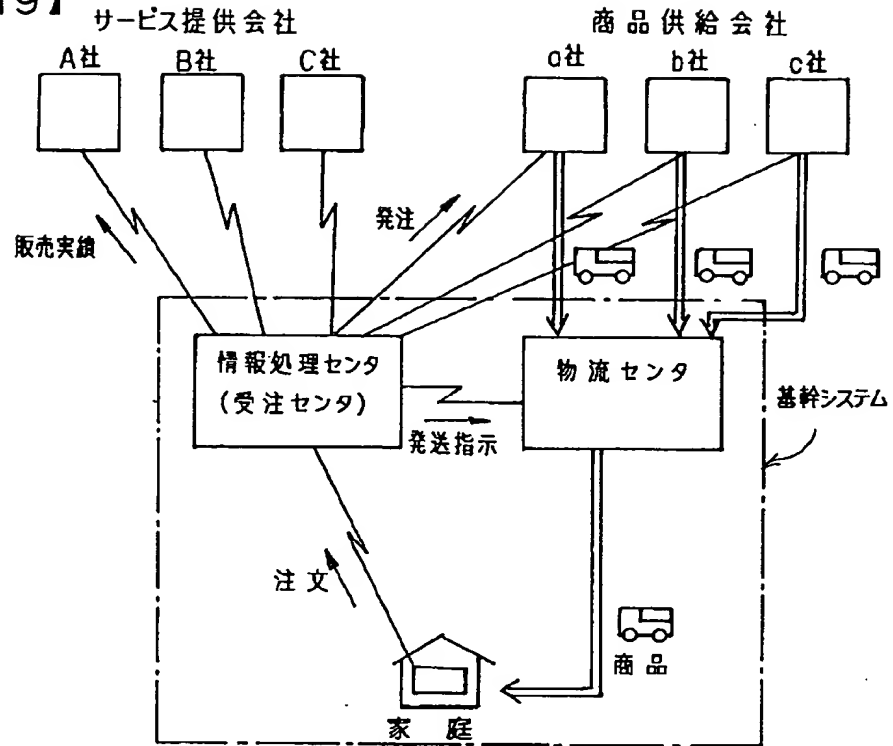 19】
サービス提供会社
商品供給会社
A社
B社
C社
a社
b社
c社
販売実績
発注
情報処理センタ
(受注センタ)
物流センタ
基幹システム
発送指示
注文
商品
家庭